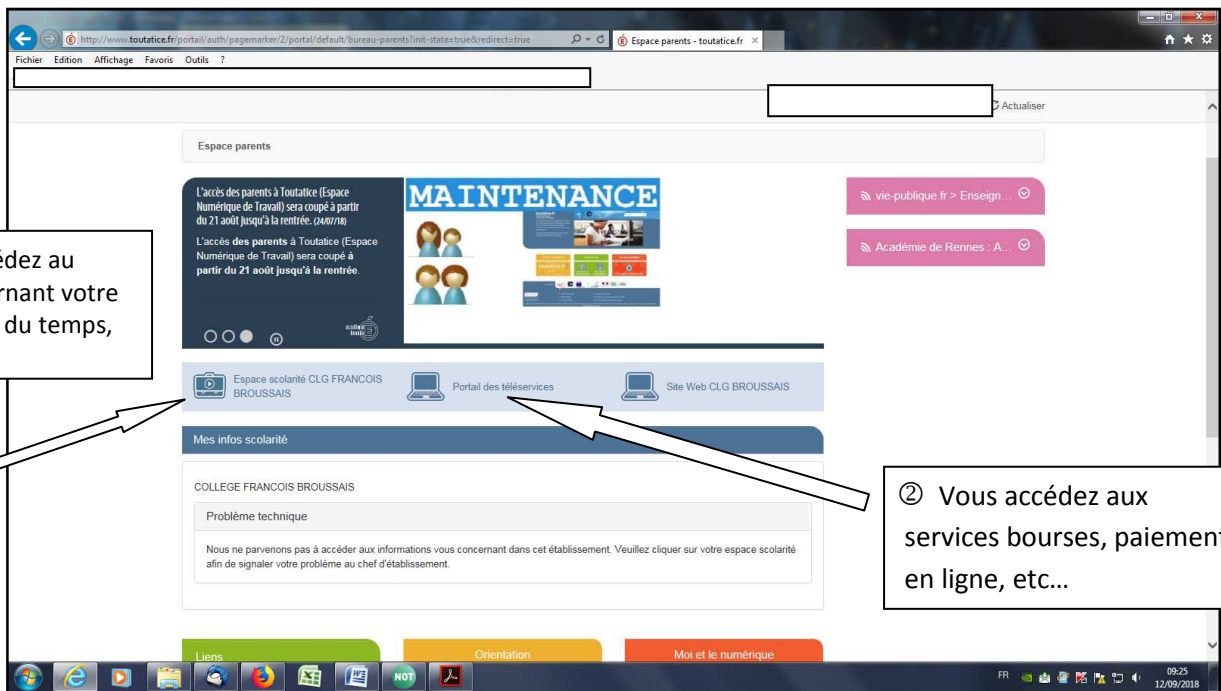 http://www.toutatice.fr/portail/auth/pagemarker/2/portal/default/bureau-parents?init-state=true&redirect=true
Espace parents - toutatice.fr
Fichier Edition Affichage Favoris Outils ?
Actualiser
Espace parents
L'accès des parents à Toutatice (Espace
Numérique de Travail) sera coupé à partir
du 21 août jusqu'à la rentrée. (24/07/18)
L'accès des parents à Toutatice (Espace
Numérique de Travail) sera coupé à
partir du 21 août jusqu'à la rentrée.
MAINTENANCE
vie-publique.fr > Enseign...
Académie de Rennes : A...
édez au
rnant votre
du temps,
Espace scolarité CLG FRANCOIS
BROUSSAIS
Portail des téléservices
Site Web CLG BROUSSAIS
Mes infos scolarité
COLLEGE FRANCOIS BROUSSAIS
Problème technique
Nous ne parvenons pas à accéder aux informations vous concernant dans cet établissement. Veuillez cliquer sur votre espace scolarité
afin de signaler votre problème au chef d'établissement.
② Vous accédez aux
services bourses, paiement
en ligne, etc…
Liens
Orientation
Moi et le numérique
NOT
FR
09:25
12/09/2018